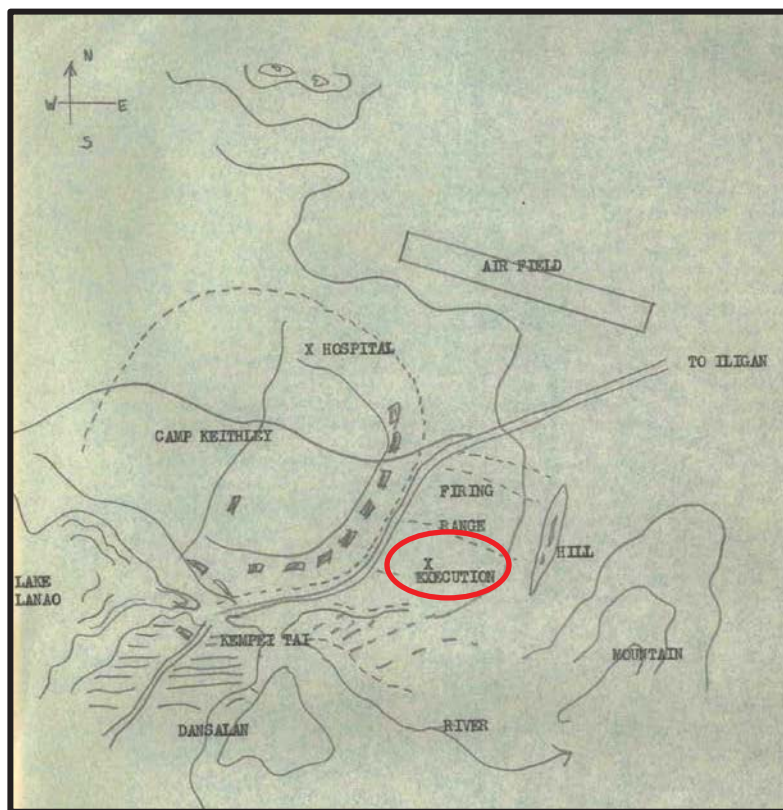 N
W E
S
AIR FIELD
X HOSPITAL
TO ILIGAN
CAMP KEITHLEY
FIRING
RANGE
X
EXECUTION
HILL
LAKE
LANAO
KEMPEI TAI
MOUNTAIN
DANSALAN
RIVER